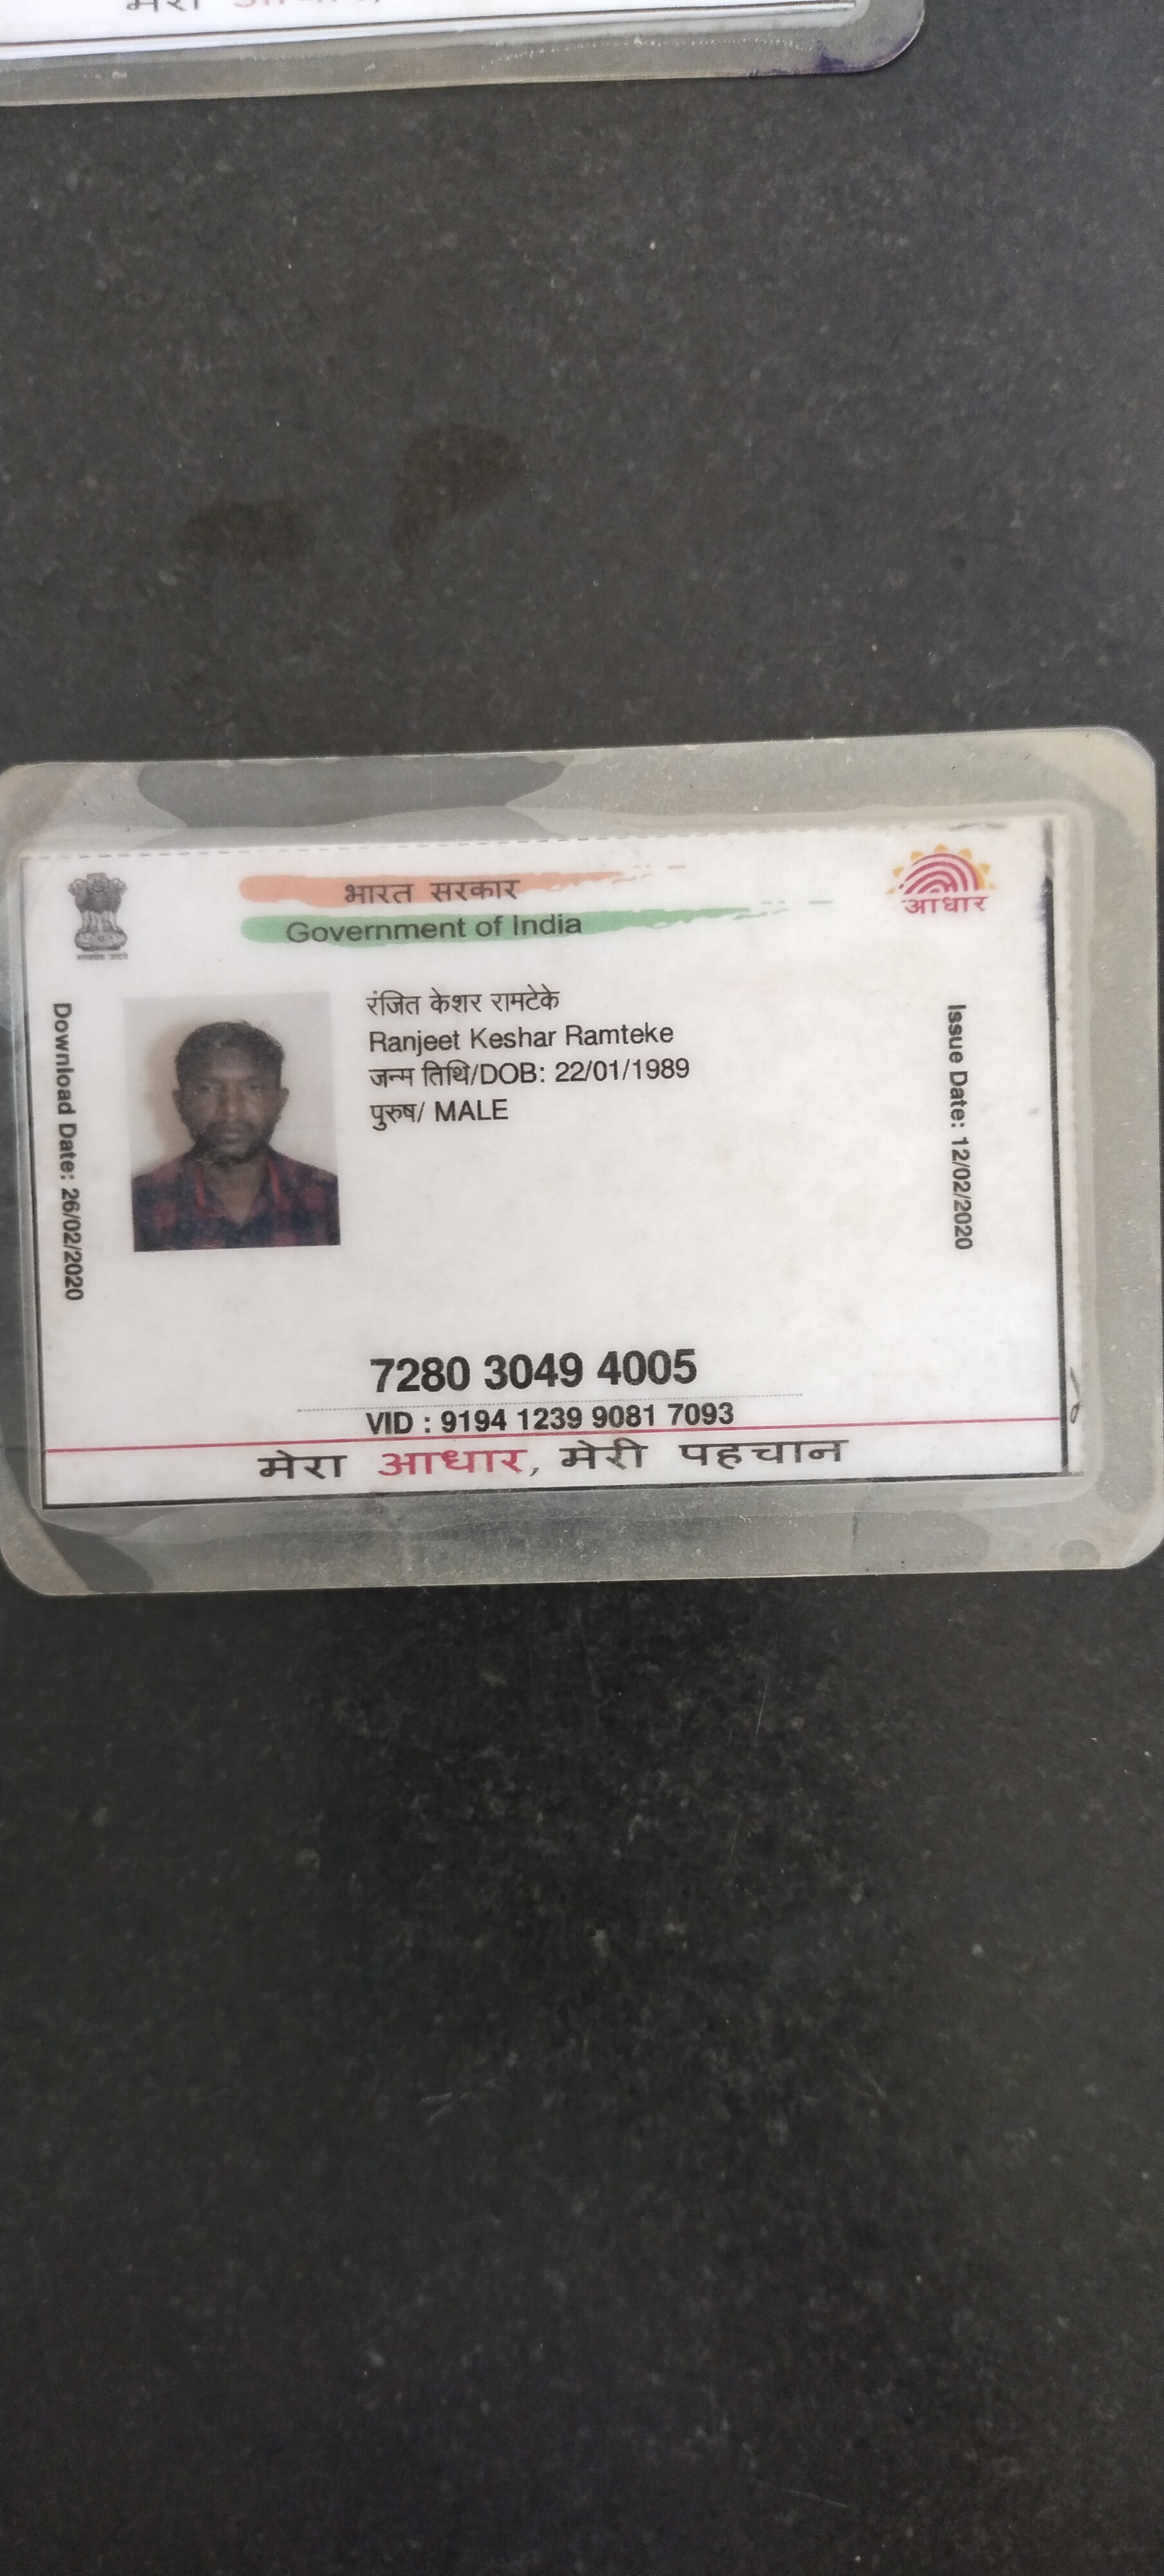 भारत सरकार
Government of India
आधार
रंजित केशर रामटेके
Ranjeet Keshar Ramteke
जन्म तिथि/DOB: 22/01/1989
पुरुष/ MALE
Download Date: 26/02/2020
Issue Date: 12/02/2020
7280 3049 4005
VID : 9194 1239 9081 7093
मेरा आधार, मेरी पहचान